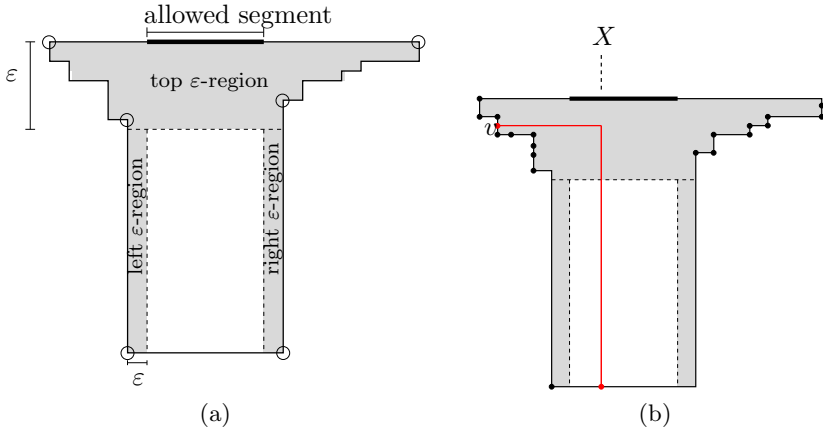 allowed segment
ε
top ε-region
left ε-region
right ε-region
ε
(a)
X
v
(b)